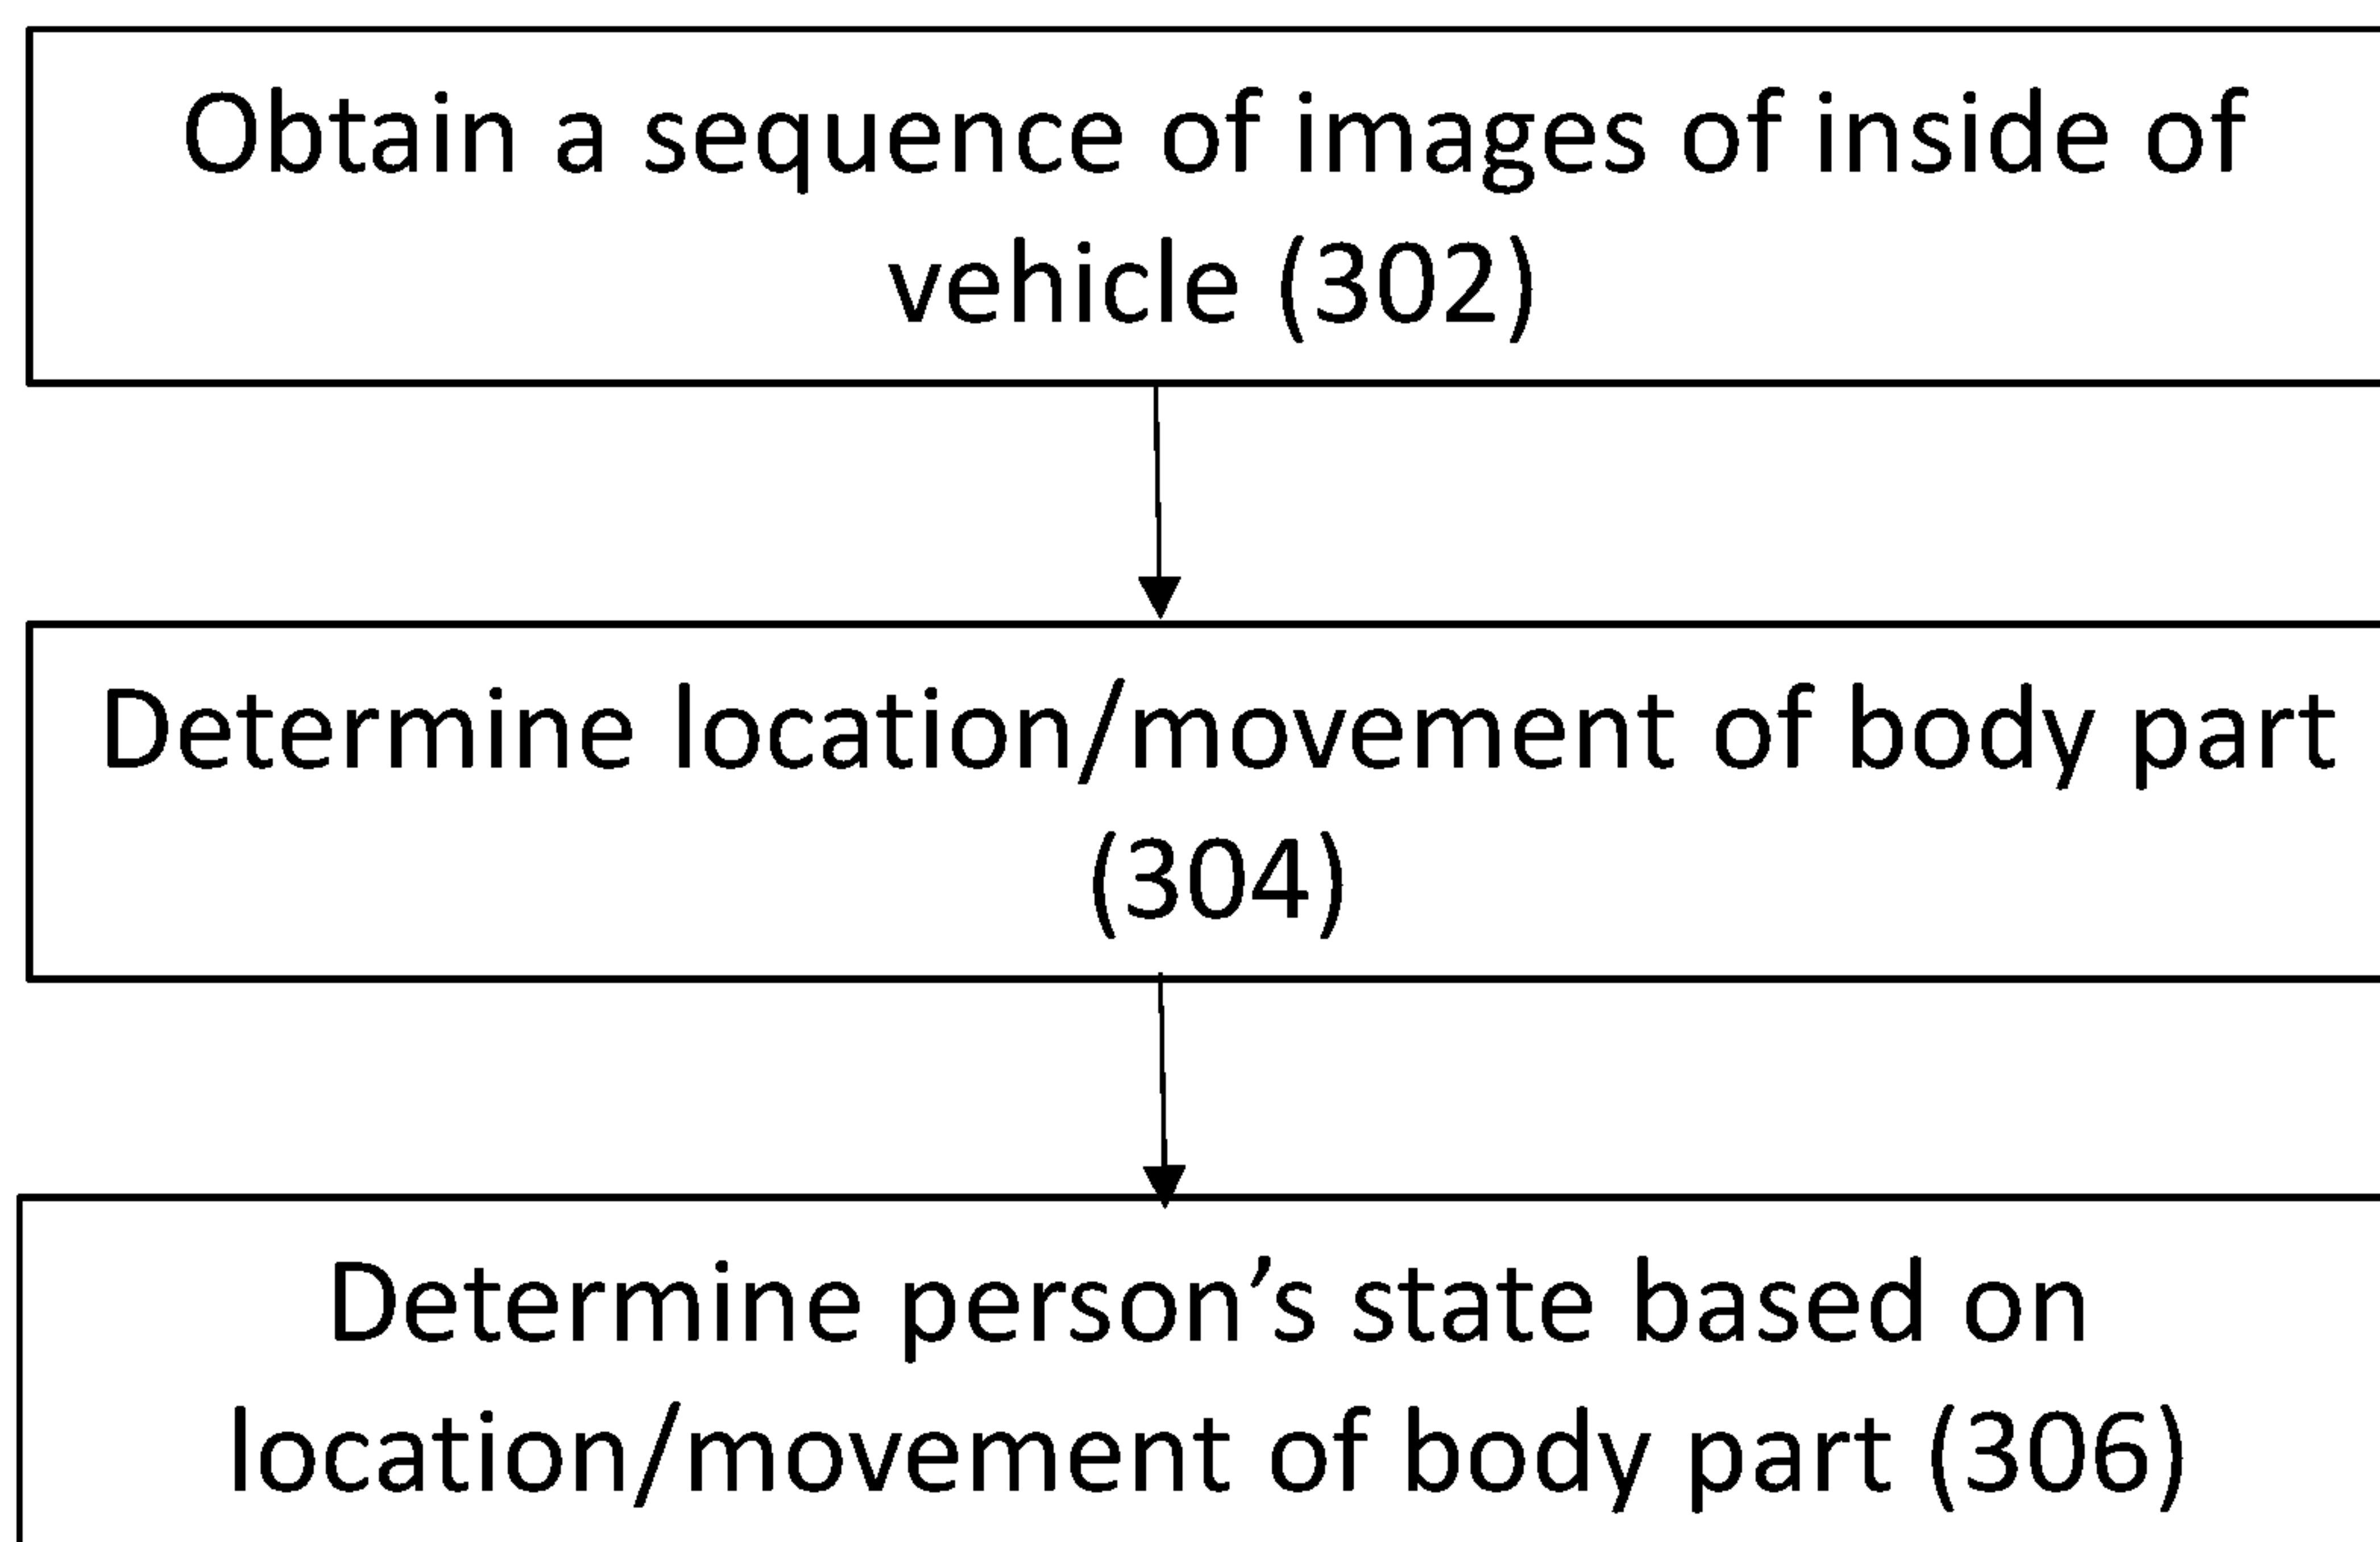 Obtain a sequence of images of inside of
vehicle (302)
Determine location/movement of body part
(304)
Determine person’s state based on
location/movement of body part (306)